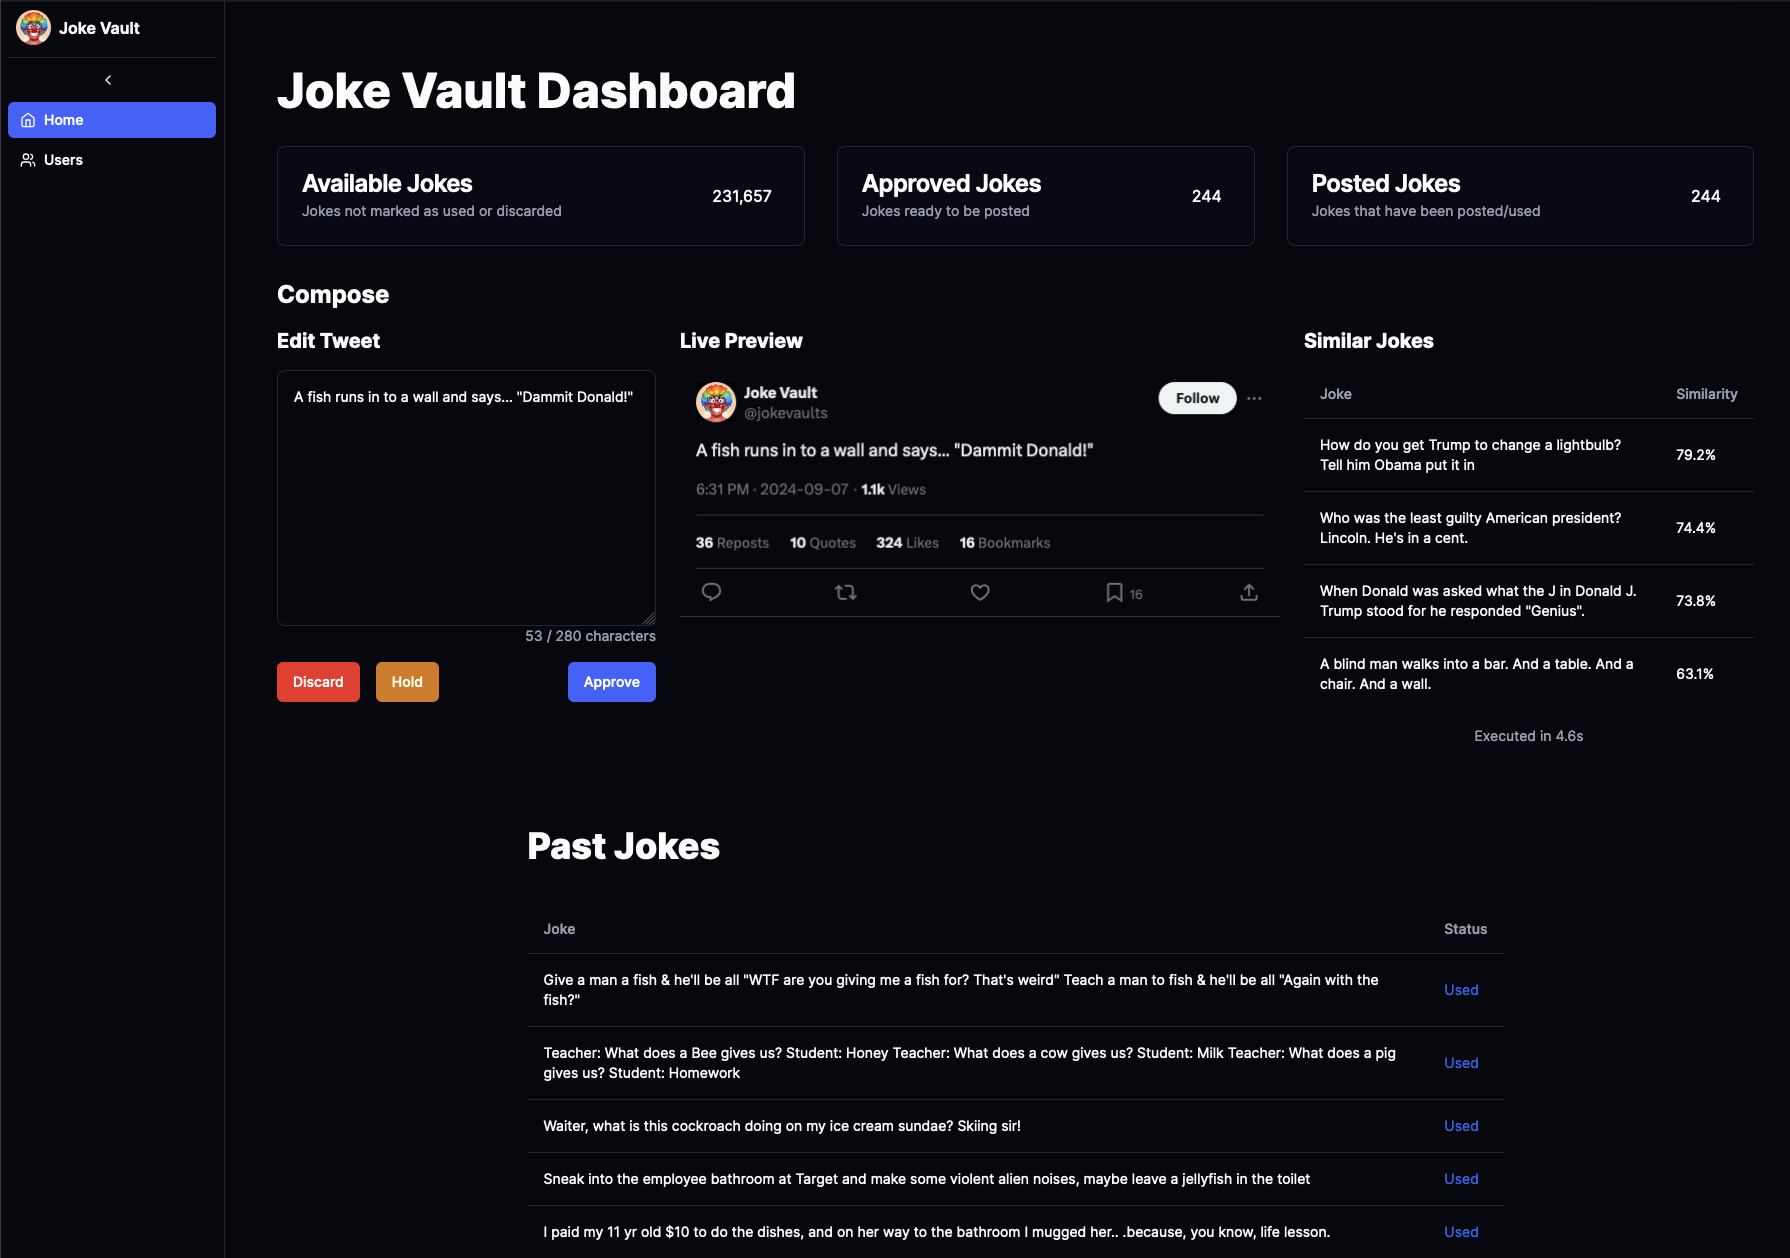 Joke Vault
Home
Users
Joke Vault Dashboard
Available Jokes
Jokes not marked as used or discarded
231,657
Approved Jokes
Jokes ready to be posted
244
Posted Jokes
Jokes that have been posted/used
244
Compose
Edit Tweet
A fish runs in to a wall and says... "Dammit Donald!"
53 / 280 characters
Discard
Hold
Approve
Live Preview
Joke Vault
@jokevaults
Follow
A fish runs in to a wall and says... "Dammit Donald!"
6:31 PM · 2024-09-07 · 1.1k Views
36 Reposts 10 Quotes 324 Likes 16 Bookmarks
16
Similar Jokes
Joke Similarity
How do you get Trump to change a lightbulb?
Tell him Obama put it in
79.2%
Who was the least guilty American president?
Lincoln. He's in a cent.
74.4%
When Donald was asked what the J in Donald J.
Trump stood for he responded "Genius".
73.8%
A blind man walks into a bar. And a table. And a
chair. And a wall.
63.1%
Executed in 4.6s
Past Jokes
Joke Status
Give a man a fish & he'll be all "WTF are you giving me a fish for? That's weird" Teach a man to fish & he'll be all "Again with the
fish?"
Used
Teacher: What does a Bee gives us? Student: Honey Teacher: What does a cow gives us? Student: Milk Teacher: What does a pig
gives us? Student: Homework
Used
Waiter, what is this cockroach doing on my ice cream sundae? Skiing sir!
Used
Sneak into the employee bathroom at Target and make some violent alien noises, maybe leave a jellyfish in the toilet
Used
I paid my 11 yr old $10 to do the dishes, and on her way to the bathroom I mugged her.. .because, you know, life lesson.
Used